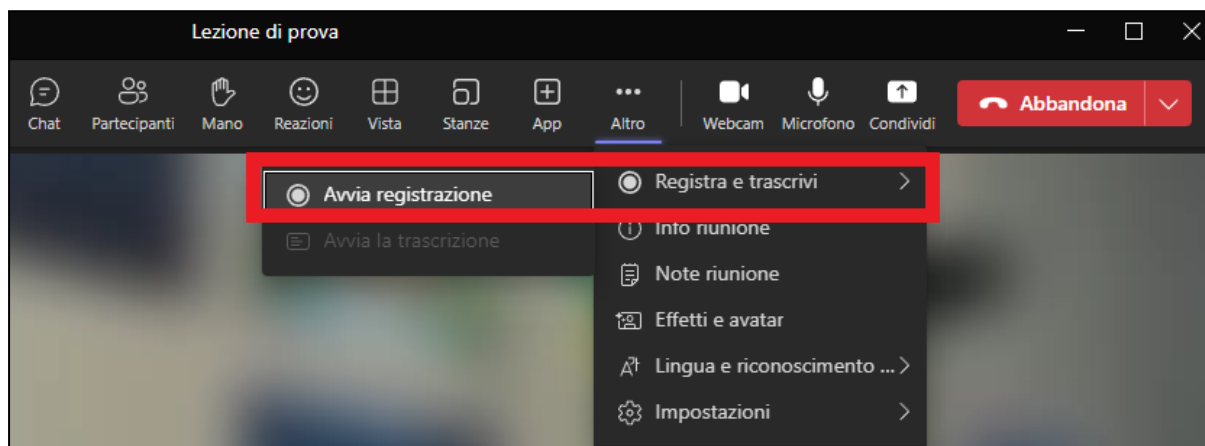 Lezione di prova
Chat Partecipanti Mano Reazioni Vista Stanze App Altro Webcam Microfono Condividi Abbandona
Avvia registrazione
Avvia la trascrizione
Registra e trascrivi
Info riunione
Note riunione
Effetti e avatar
Lingua e riconoscimento ...
Impostazioni